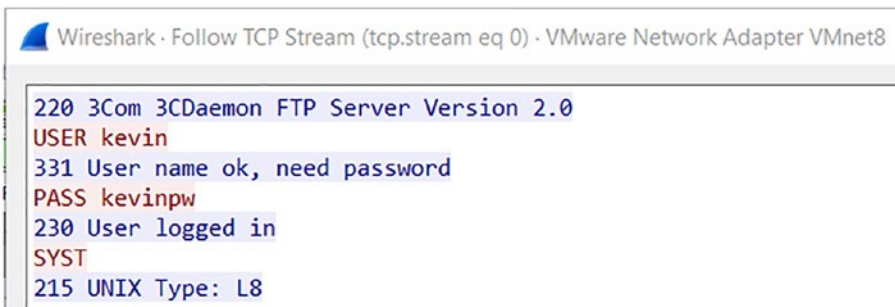 Wireshark · Follow TCP Stream (tcp.stream eq 0) · VMware Network Adapter VMnet8
220 3Com 3CDaemon FTP Server Version 2.0
USER kevin
331 User name ok, need password
PASS kevinpw
230 User logged in
SYST
215 UNIX Type: L8